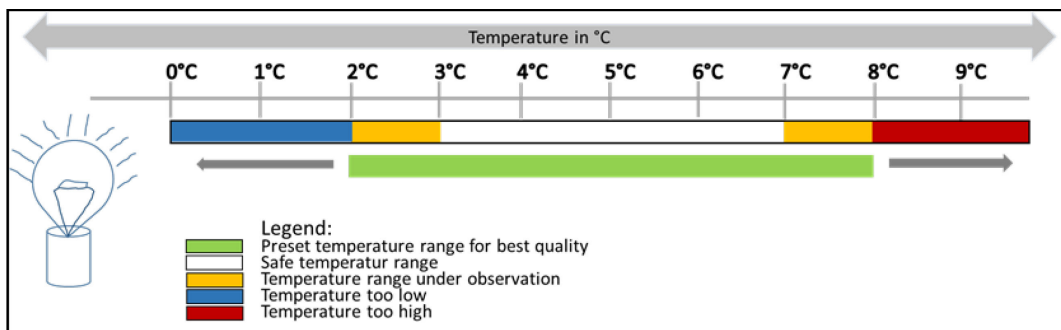 Temperature in °C
0°C 1°C 2°C 3°C 4°C 5°C 6°C 7°C 8°C 9°C
Legend:
Preset temperature range for best quality
Safe temperatur range
Temperature range under observation
Temperature too low
Temperature too high